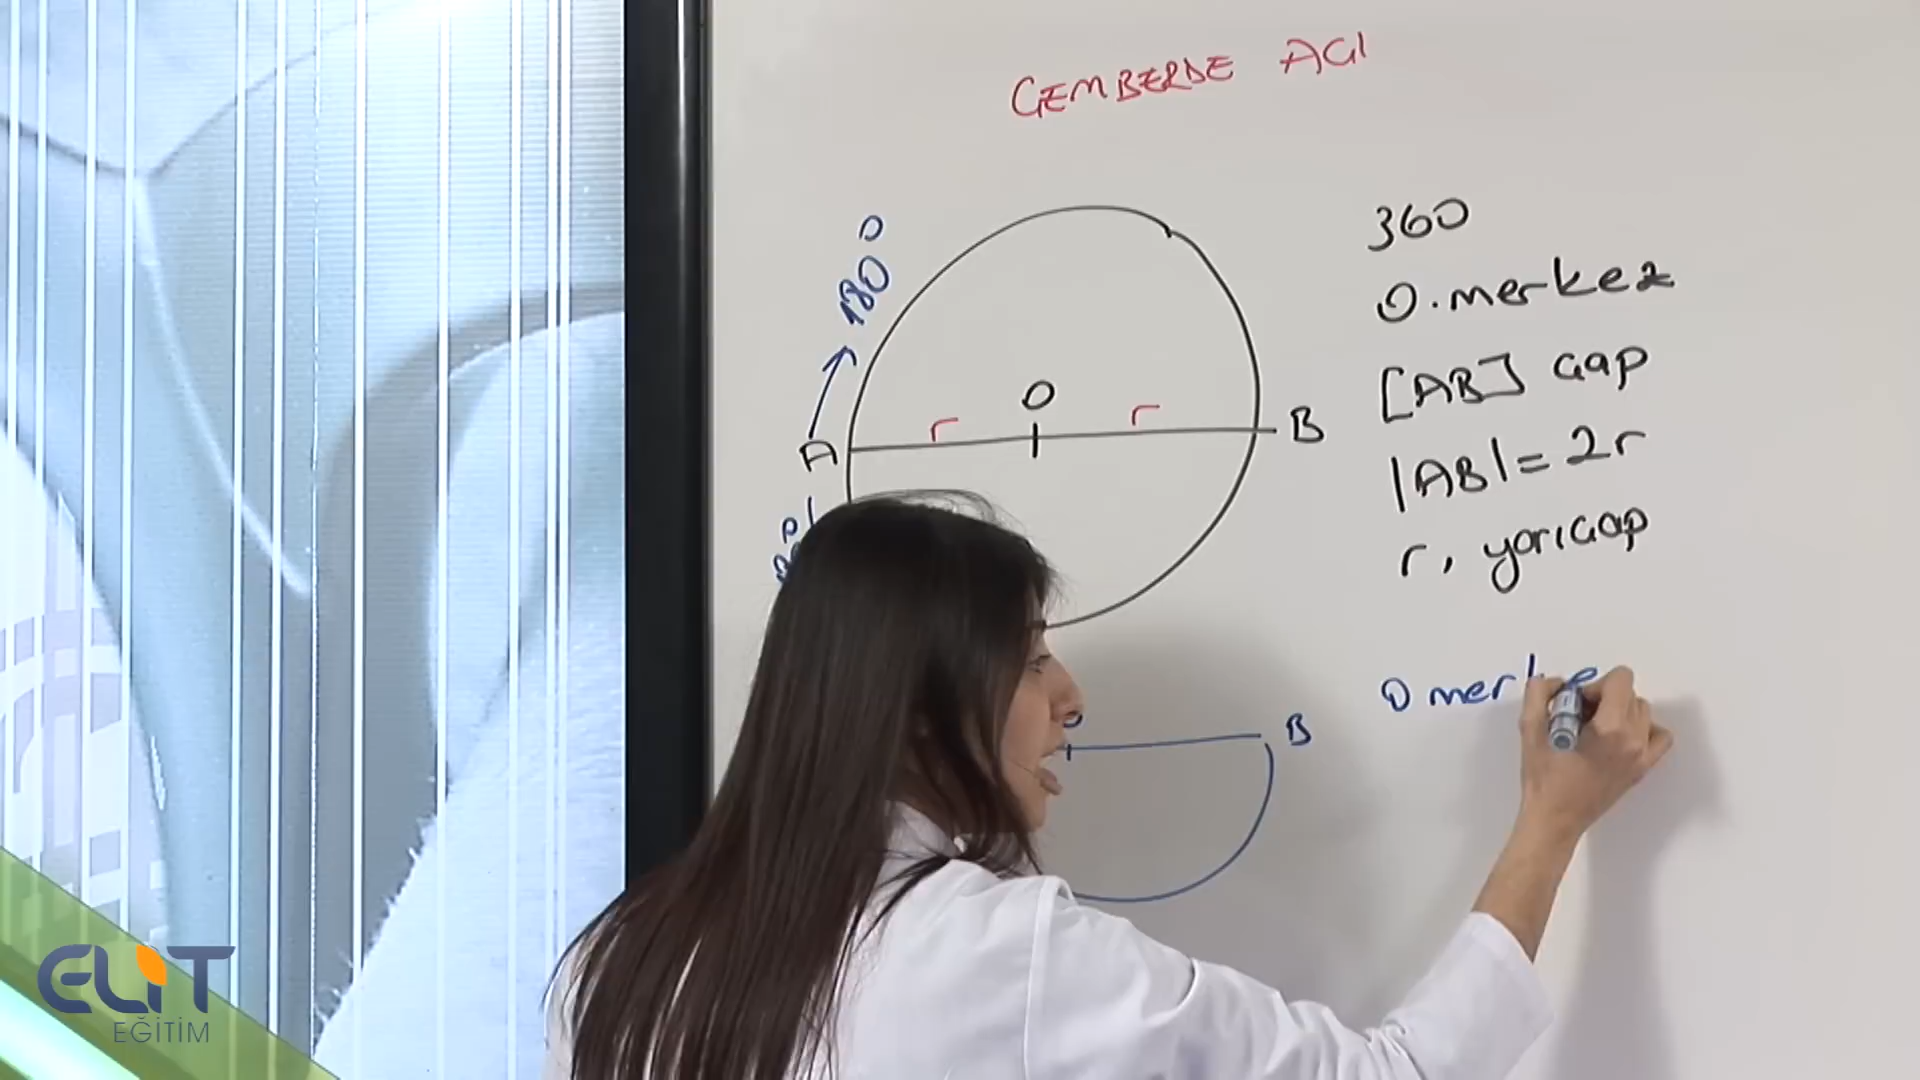 ÇEMBERDE AÇI
360
O. merkez
[AB] çap
|AB| = 2r
r, yarıçap
180°
O
r r
A B
B
O merke
ELİT
EĞİTİM